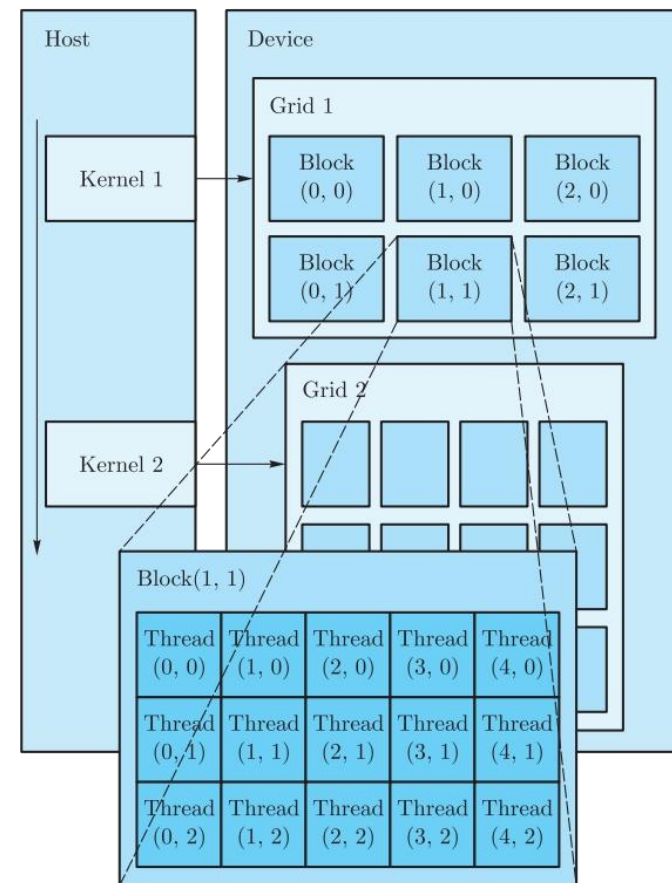 Host
Device
Grid 1
Kernel 1
Block
(0, 0)
Block
(1, 0)
Block
(2, 0)
Block
(0, 1)
Block
(1, 1)
Block
(2, 1)
Grid 2
Kernel 2
Block(1, 1)
Thread
(0, 0)
Thread
(1, 0)
Thread
(2, 0)
Thread
(3, 0)
Thread
(4, 0)
Thread
(0, 1)
Thread
(1, 1)
Thread
(2, 1)
Thread
(3, 1)
Thread
(4, 1)
Thread
(0, 2)
Thread
(1, 2)
Thread
(2, 2)
Thread
(3, 2)
Thread
(4, 2)